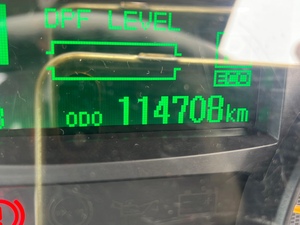 DPF LEVEL
ECO
ODO 114708km